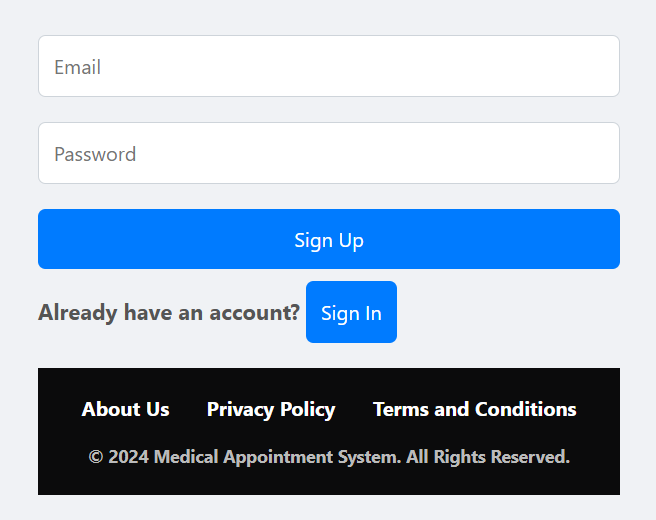 Email
Password
Sign Up
Already have an account? Sign In
About Us Privacy Policy Terms and Conditions
© 2024 Medical Appointment System. All Rights Reserved.